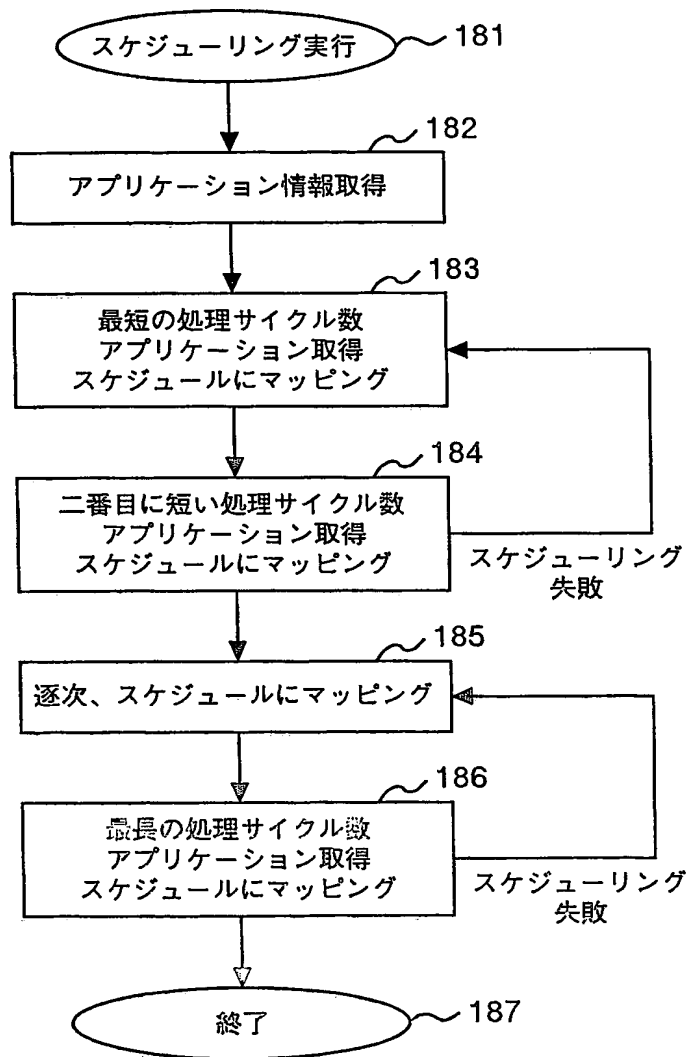 スケジューリング実行
181
182
アプリケーション情報取得
183
最短の処理サイクル数
アプリケーション取得
スケジュールにマッピング
184
二番目に短い処理サイクル数
アプリケーション取得
スケジュールにマッピング
スケジューリング
失敗
185
逐次、スケジュールにマッピング
186
最長の処理サイクル数
アプリケーション取得
スケジュールにマッピング
スケジューリング
失敗
終了
187